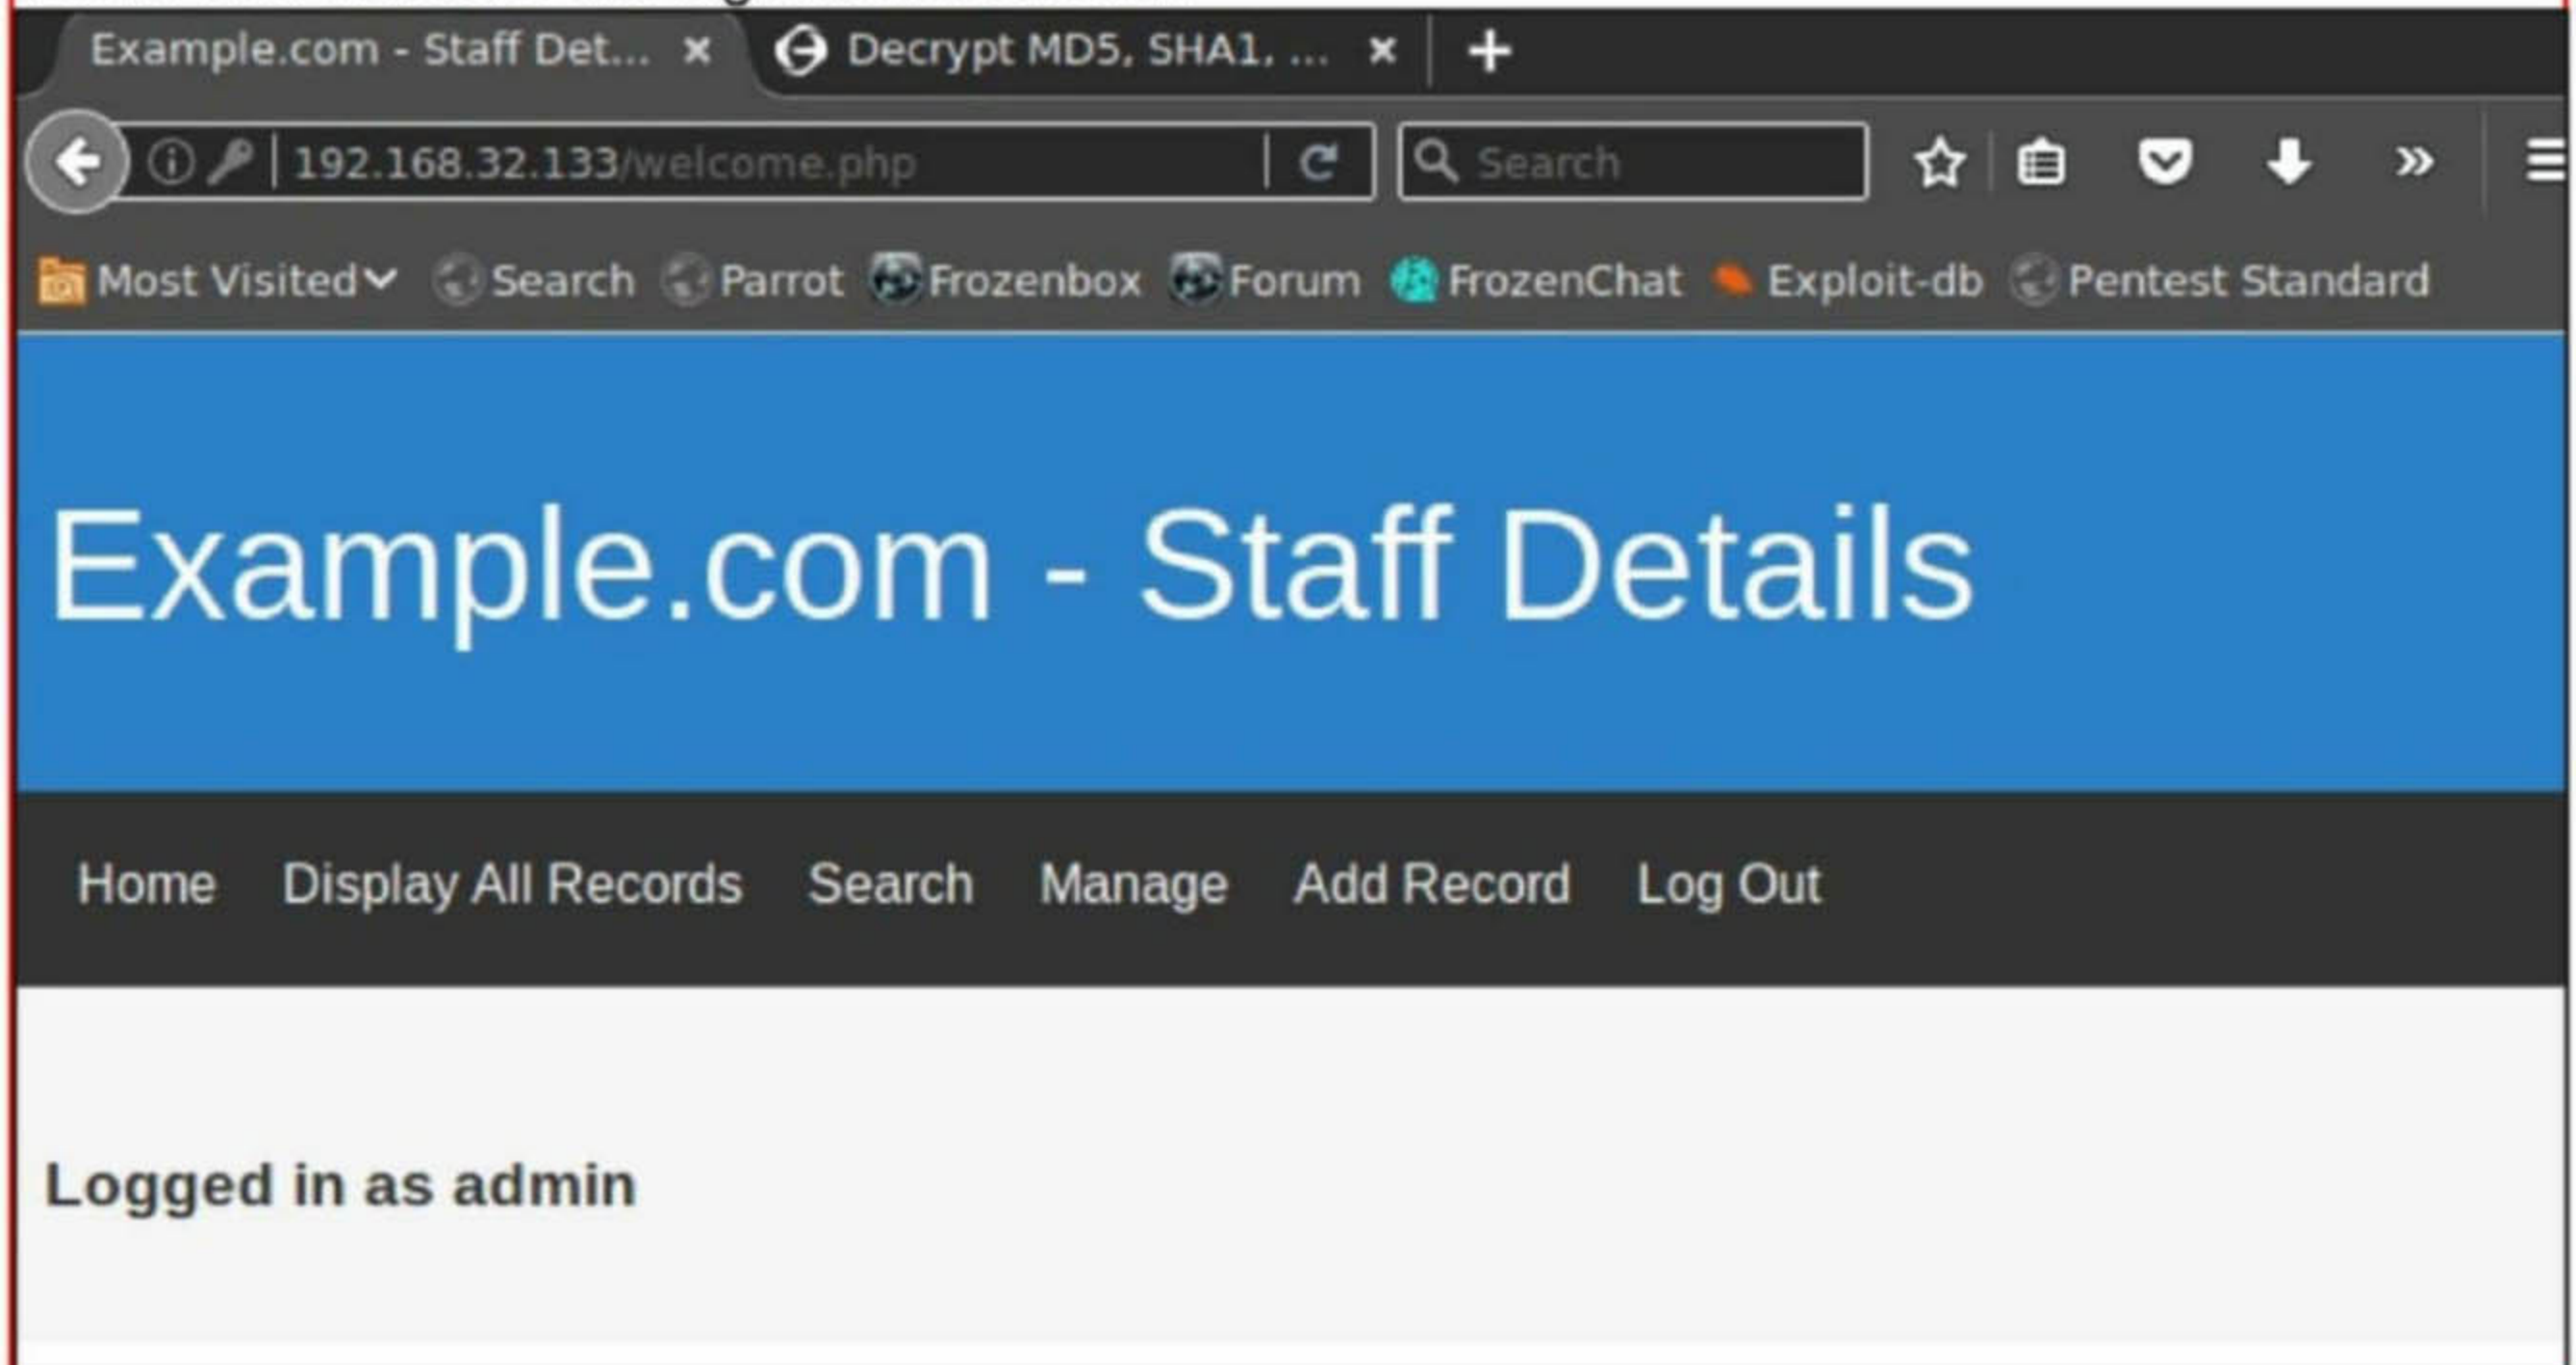 Example.com - Staff Det... × Decrypt MD5, SHA1, ... × +
192.168.32.133/welcome.php Search
Most Visited Search Parrot Frozenbox Forum FrozenChat Exploit-db Pentest Standard
Example.com - Staff Details
Home Display All Records Search Manage Add Record Log Out
Logged in as admin